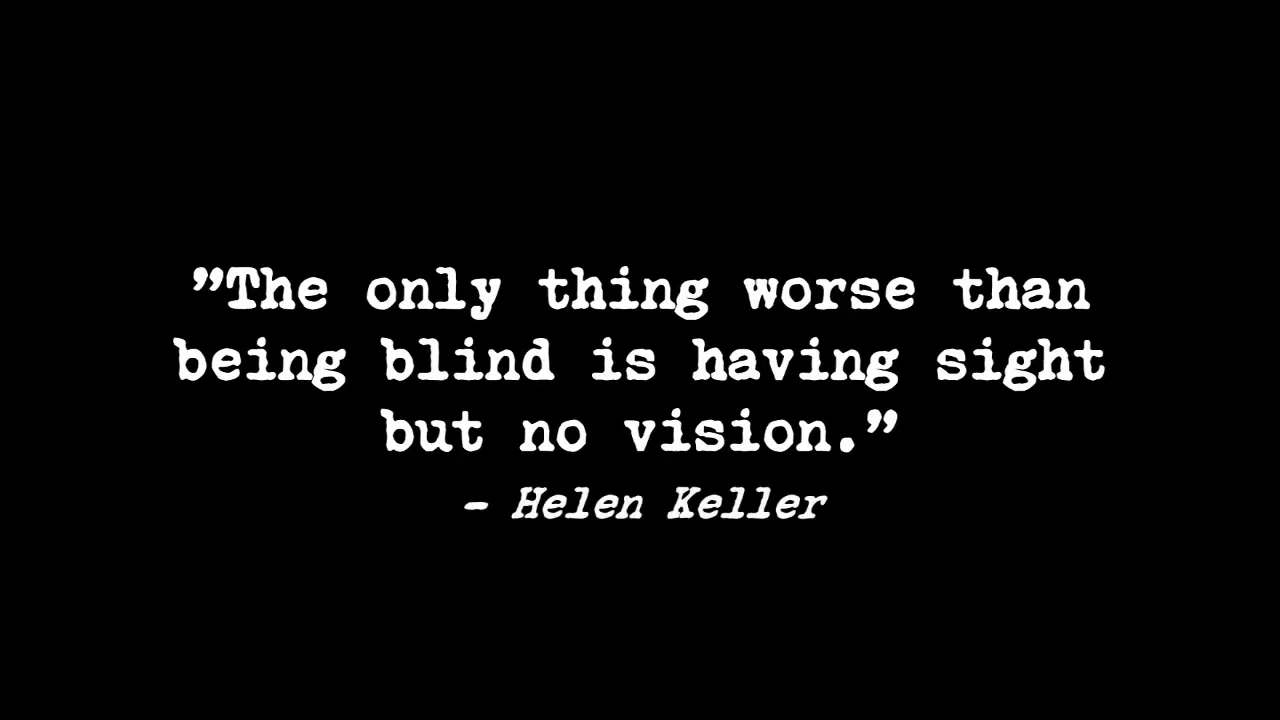 ”The only thing worse than
being blind is having sight
but no vision.”
- Helen Keller